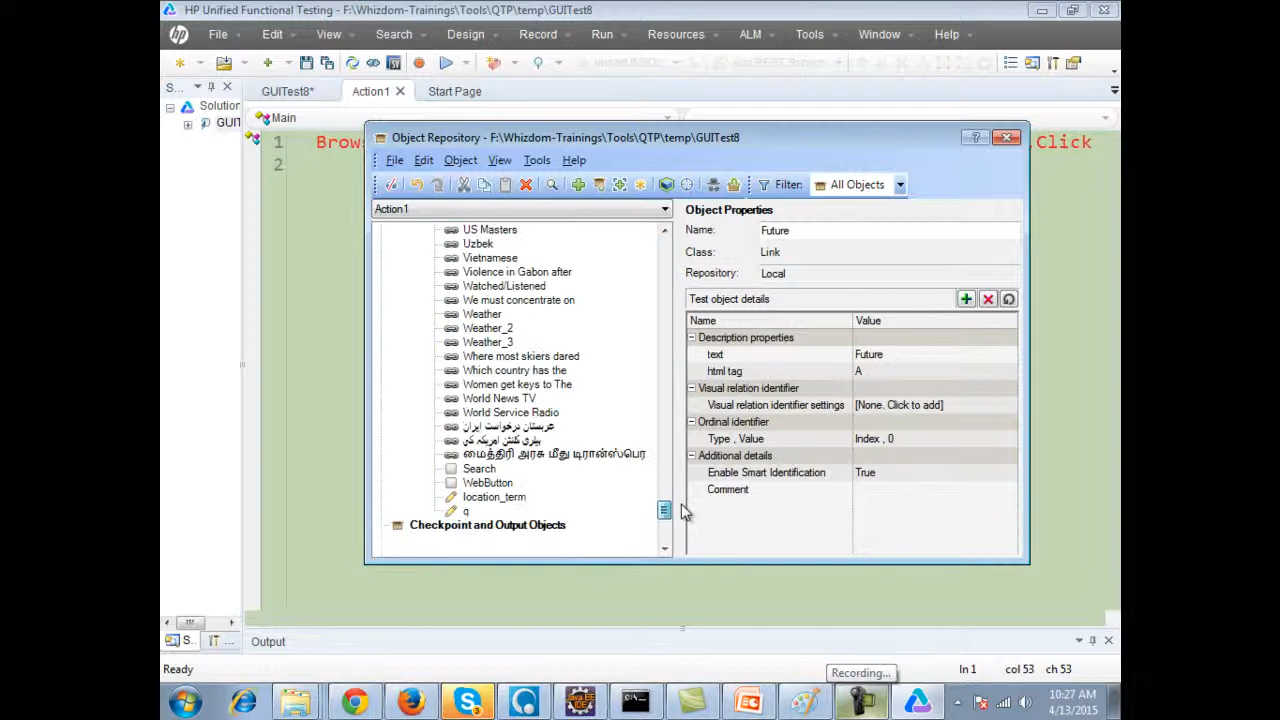 HP Unified Functional Testing - F:\Whizdom-Trainings\Tools\QTP\temp\GUITest8
File Edit View Search Design Record Run Resources ALM Tools Window Help
S...
GUITest8* Action1 Start Page
Solution
GUIT
Main
1 Brows .Click
2
Object Repository - F:\Whizdom-Trainings\Tools\QTP\temp\GUITest8
File Edit Object View Tools Help
Filter: All Objects
Action1
US Masters
Uzbek
Vietnamese
Violence in Gabon after
Watched/Listened
We must concentrate on
Weather
Weather_2
Weather_3
Where most skiers dared
Which country has the
Women get keys to The
World News TV
World Service Radio
عربستان درخواست ایران
மைத்திரி அரசு மீது டிரான்ஸ்பெர
Search
WebButton
location_term
q
Checkpoint and Output Objects
Object Properties
Name: Future
Class: Link
Repository: Local
Test object details
Name Value
Description properties
text Future
html tag A
Visual relation identifier
Visual relation identifier settings [None. Click to add]
Ordinal identifier
Type , Value Index , 0
Additional details
Enable Smart Identification True
Comment
S.. ...
Output
Ready
Recording...
ln 1 col 53 ch 53
10:27 AM
4/13/2015